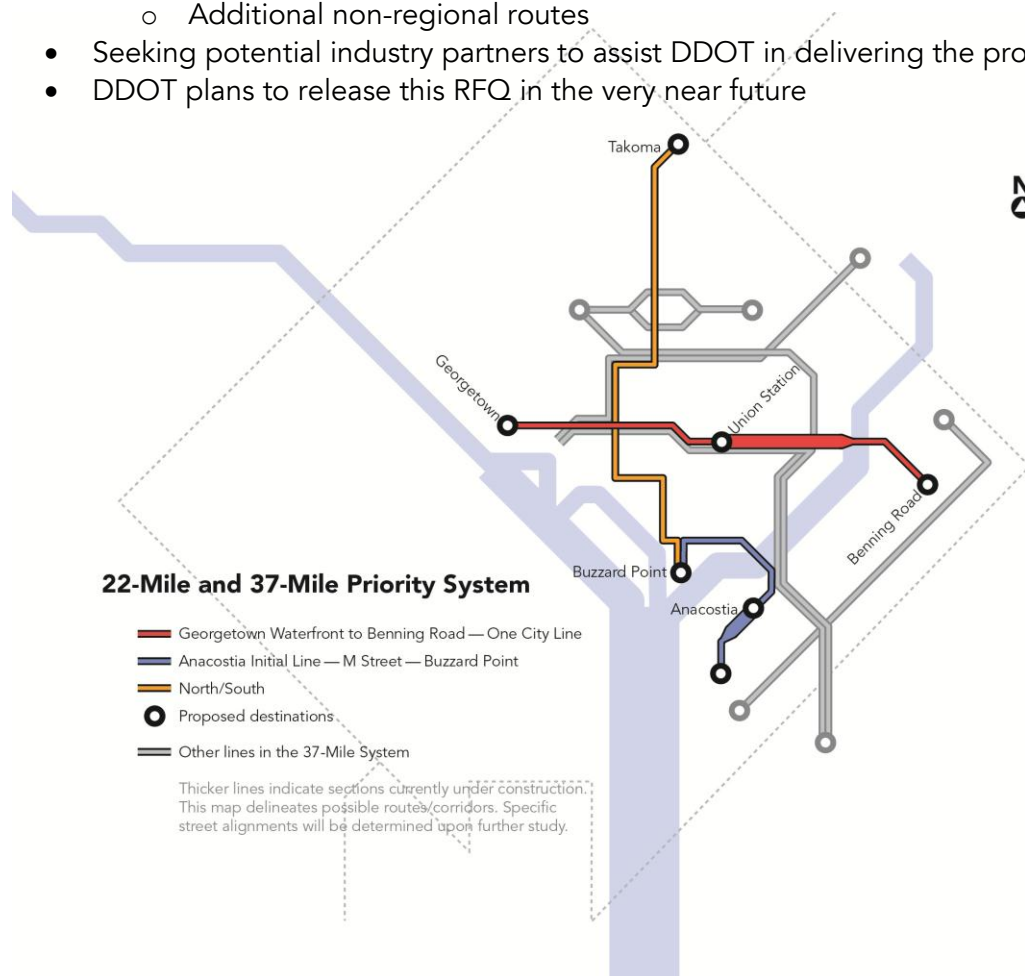 o Additional non-regional routes
• Seeking potential industry partners to assist DDOT in delivering the pro
• DDOT plans to release this RFQ in the very near future
Takoma
N
Georgetown
Union Station
Benning Road
Buzzard Point
Anacostia
22-Mile and 37-Mile Priority System
Georgetown Waterfront to Benning Road — One City Line
Anacostia Initial Line — M Street — Buzzard Point
North/South
Proposed destinations
Other lines in the 37-Mile System
Thicker lines indicate sections currently under construction.
This map delineates possible routes/corridors. Specific
street alignments will be determined upon further study.